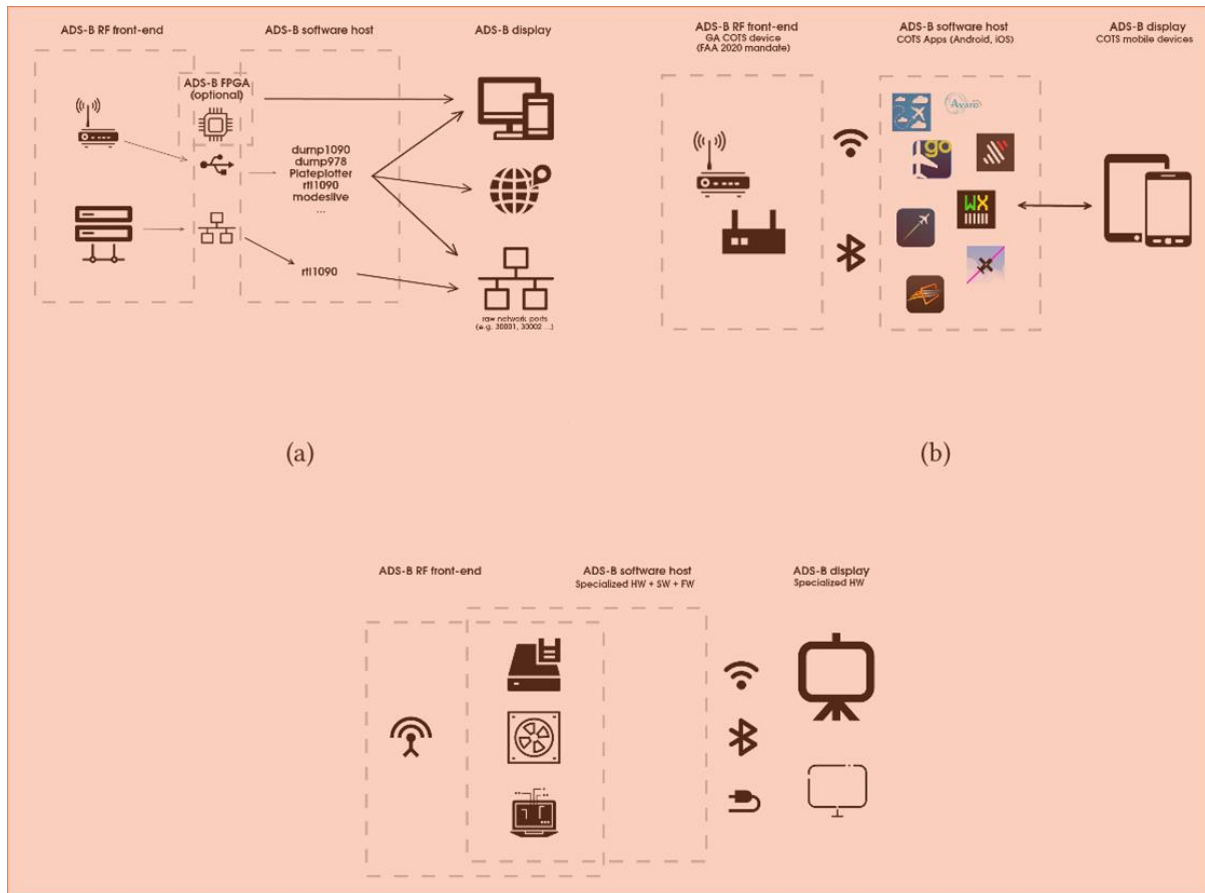 ADS-B RF front-end
ADS-B software host
ADS-B display
ADS-B FPGA
(optional)
dump1090
dump978
Planeplotter
rtl1090
modeslive
...
rtl1090
raw network ports
(e.g. 30001, 30002 ...)
(a)
ADS-B RF front-end
GA COTS device
(FAA 2020 mandate)
ADS-B software host
COTS Apps (Android, iOS)
ADS-B display
COTS mobile devices
Avare
go
WX
(b)
ADS-B RF front-end
ADS-B software host
Specialized HW + SW + FW
ADS-B display
Specialized HW